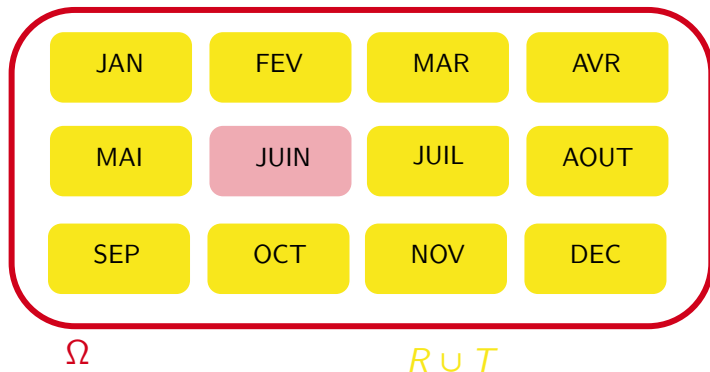 JAN FEV MAR AVR
MAI JUIN JUIL AOUT
SEP OCT NOV DEC
Ω R ∪ T